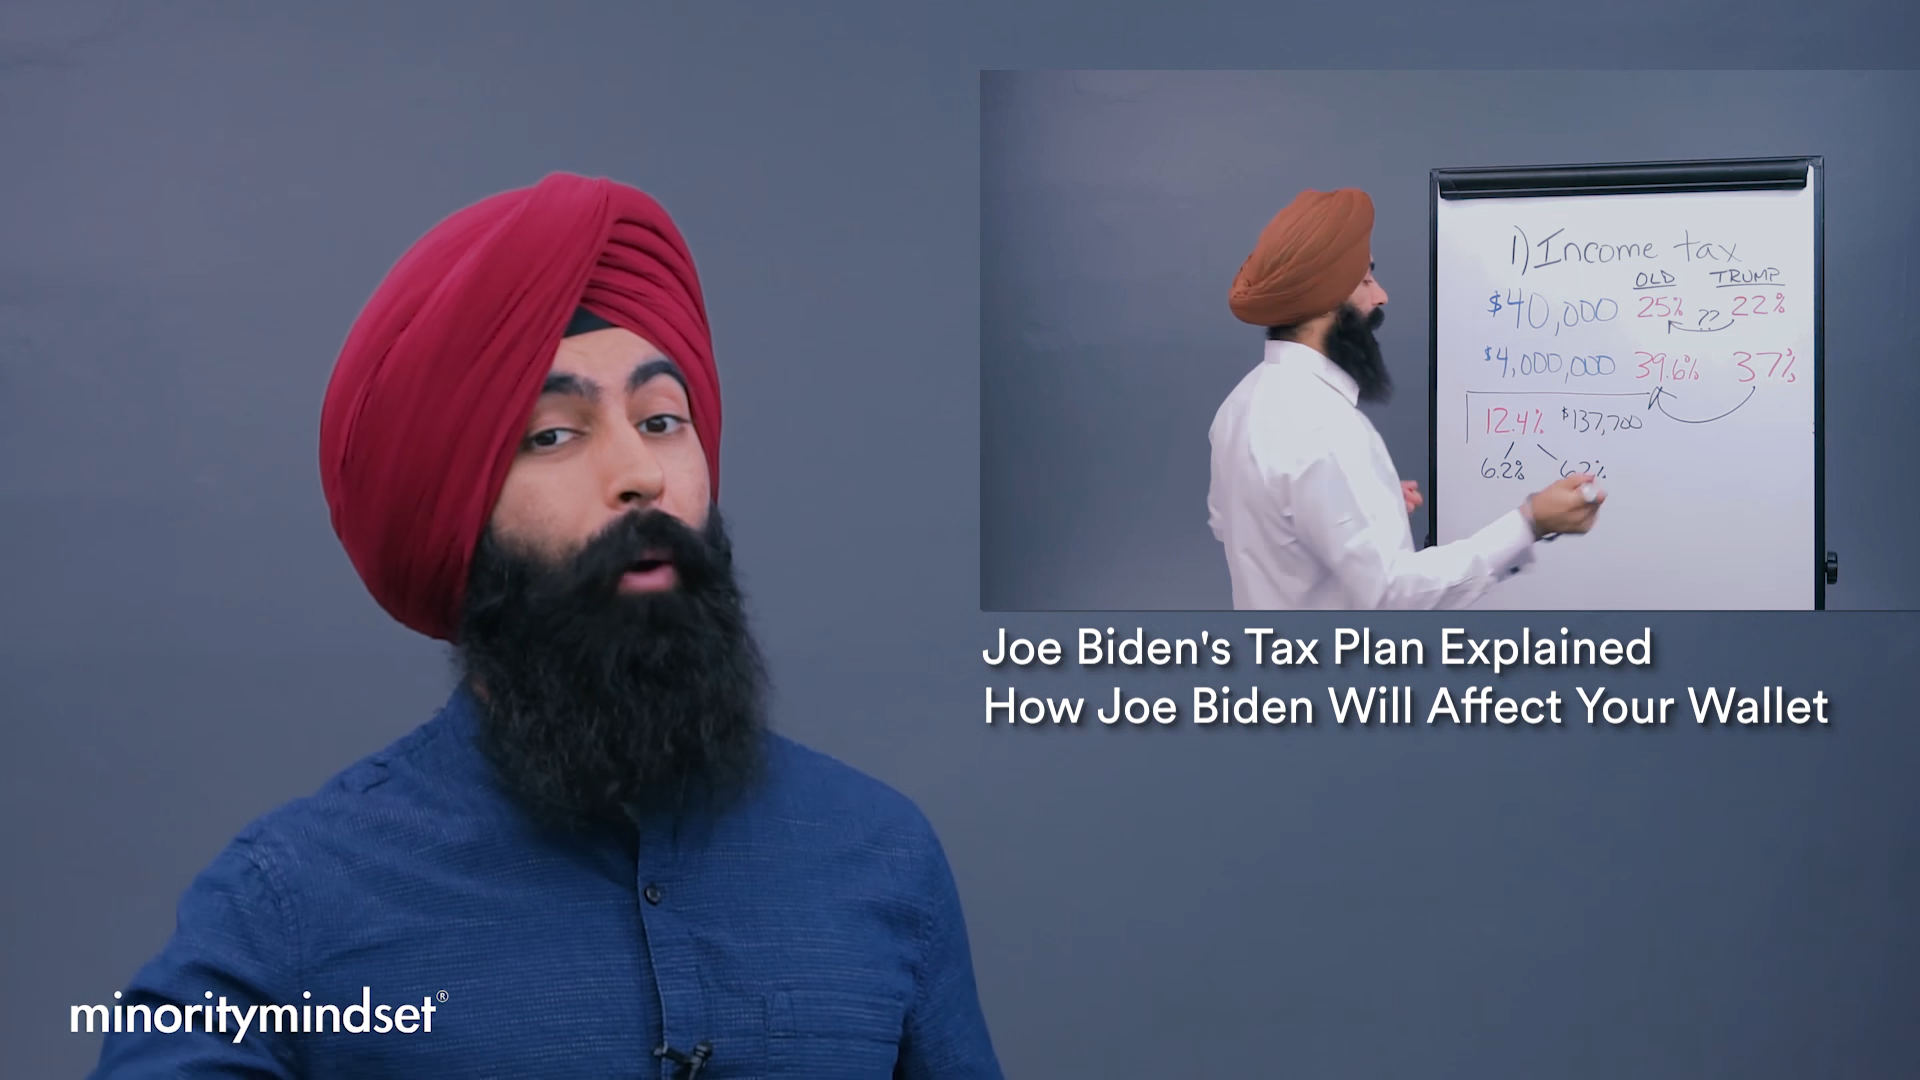 1) Income tax
OLD TRUMP
$40,000 25% ?? 22%
$4,000,000 39.6% 37%
12.4% $137,700
6.2% 6.2%
Joe Biden's Tax Plan Explained
How Joe Biden Will Affect Your Wallet
minoritymindset®